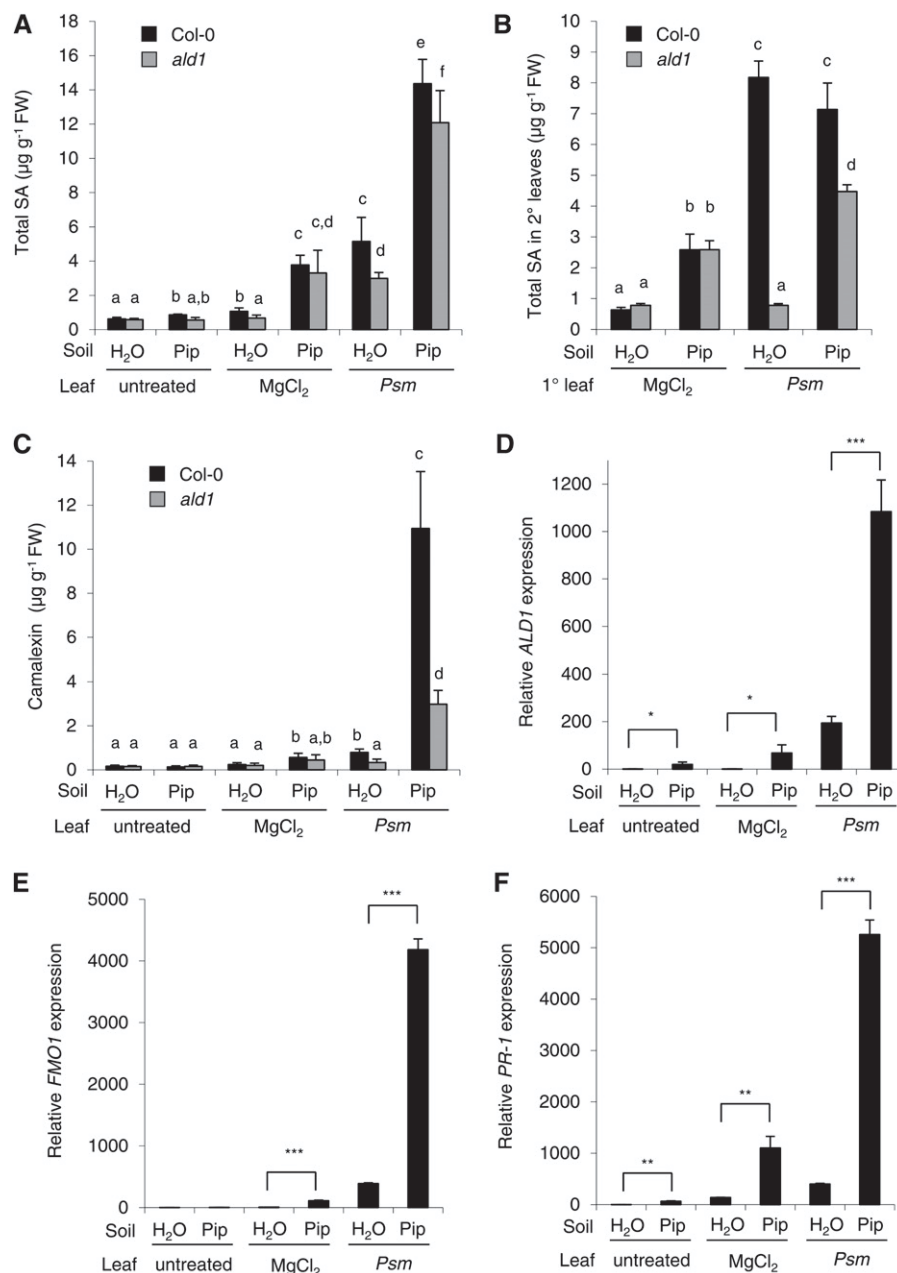 A
Col-0
ald1
Total SA (µg g-1 FW)
18
16
14
12
10
8
6
4
2
0
a a b a,b b a c c,d c d e f
Soil H2O Pip H2O Pip H2O Pip
Leaf untreated MgCl2 Psm
B
Col-0
ald1
Total SA in 2° leaves (µg g-1 FW)
10
9
8
7
6
5
4
3
2
1
0
a a b b c a c d
Soil H2O Pip H2O Pip
1° leaf MgCl2 Psm
C
Col-0
ald1
Camalexin (µg g-1 FW)
14
12
10
8
6
4
2
0
a a a a a a b a,b b a c d
Soil H2O Pip H2O Pip H2O Pip
Leaf untreated MgCl2 Psm
D
Relative ALD1 expression
1200
1000
800
600
400
200
0
* * ***
Soil H2O Pip H2O Pip H2O Pip
Leaf untreated MgCl2 Psm
E
Relative FMO1 expression
5000
4000
3000
2000
1000
0
*** ***
Soil H2O Pip H2O Pip H2O Pip
Leaf untreated MgCl2 Psm
F
Relative PR-1 expression
6000
5000
4000
3000
2000
1000
0
** ** ***
Soil H2O Pip H2O Pip H2O Pip
Leaf untreated MgCl2 Psm